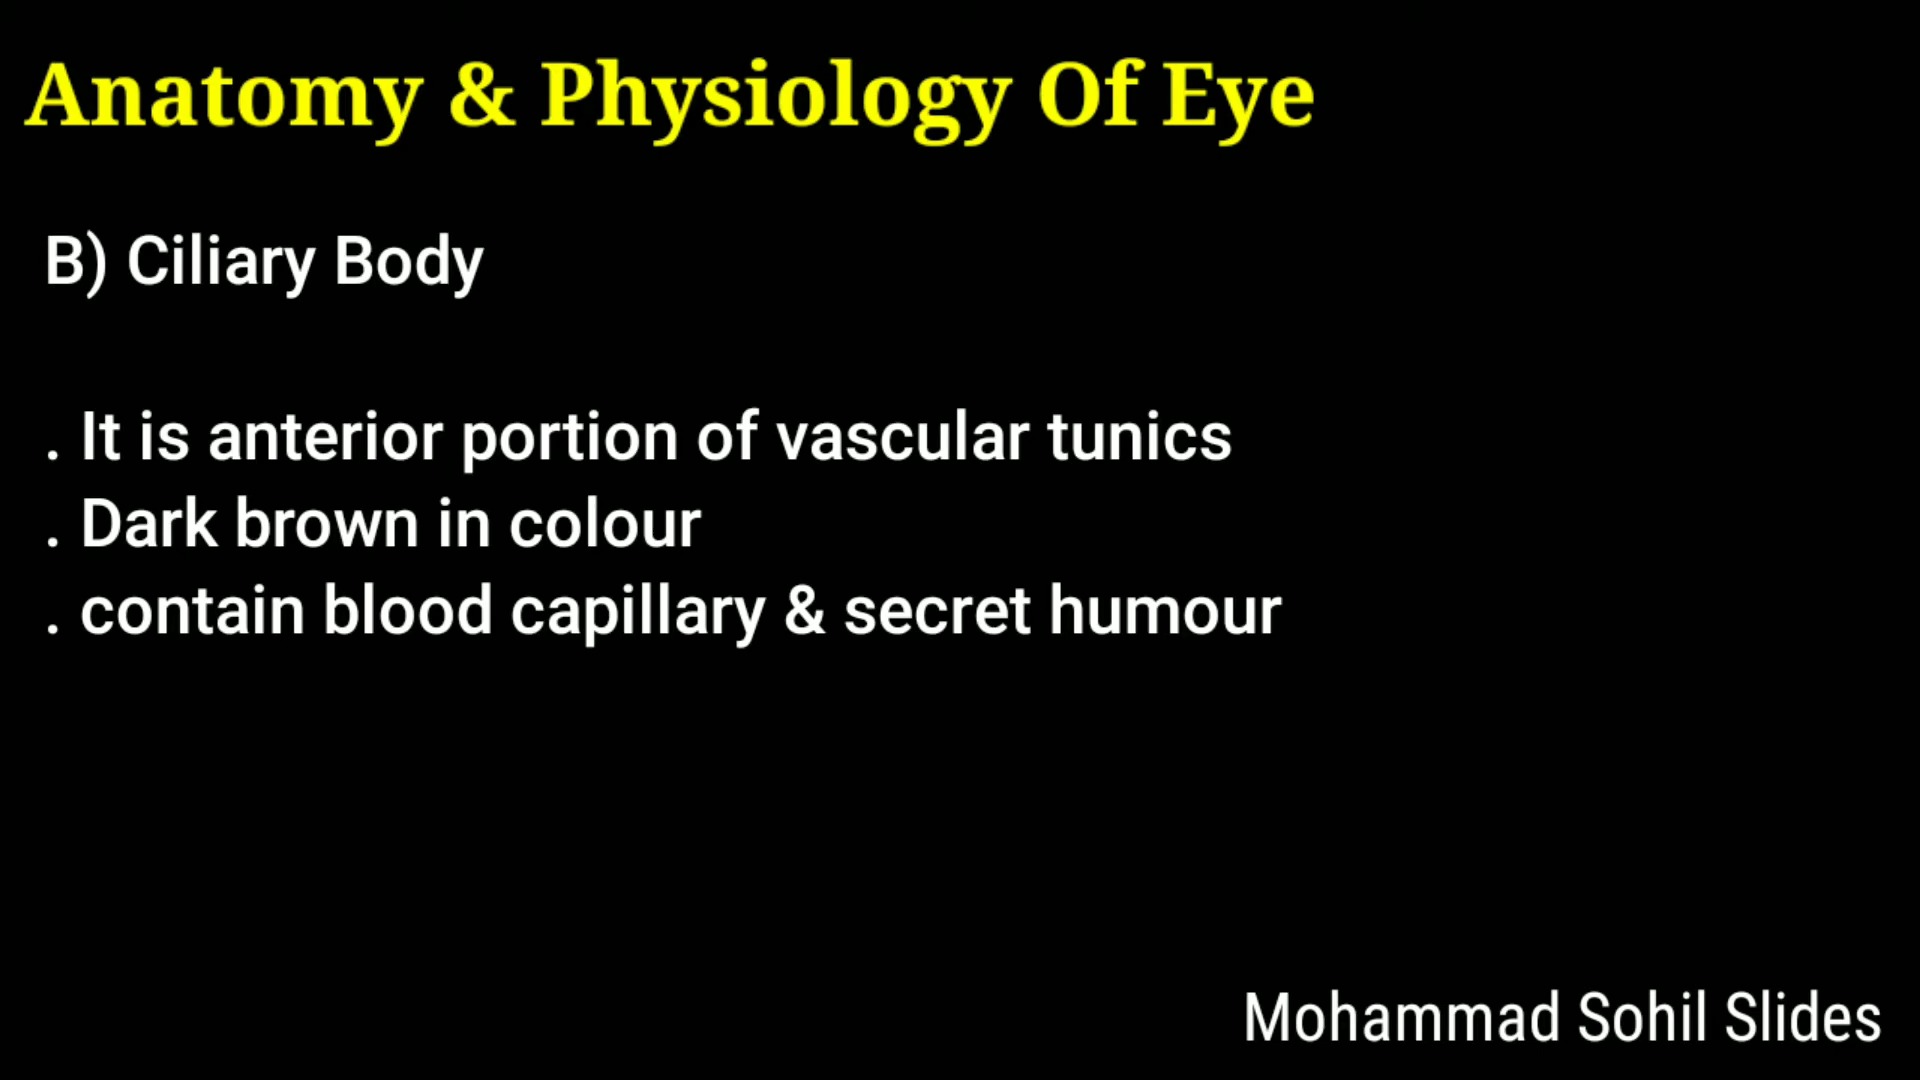 Anatomy & Physiology Of Eye
B) Ciliary Body
. It is anterior portion of vascular tunics
. Dark brown in colour
. contain blood capillary & secret humour
Mohammad Sohil Slides